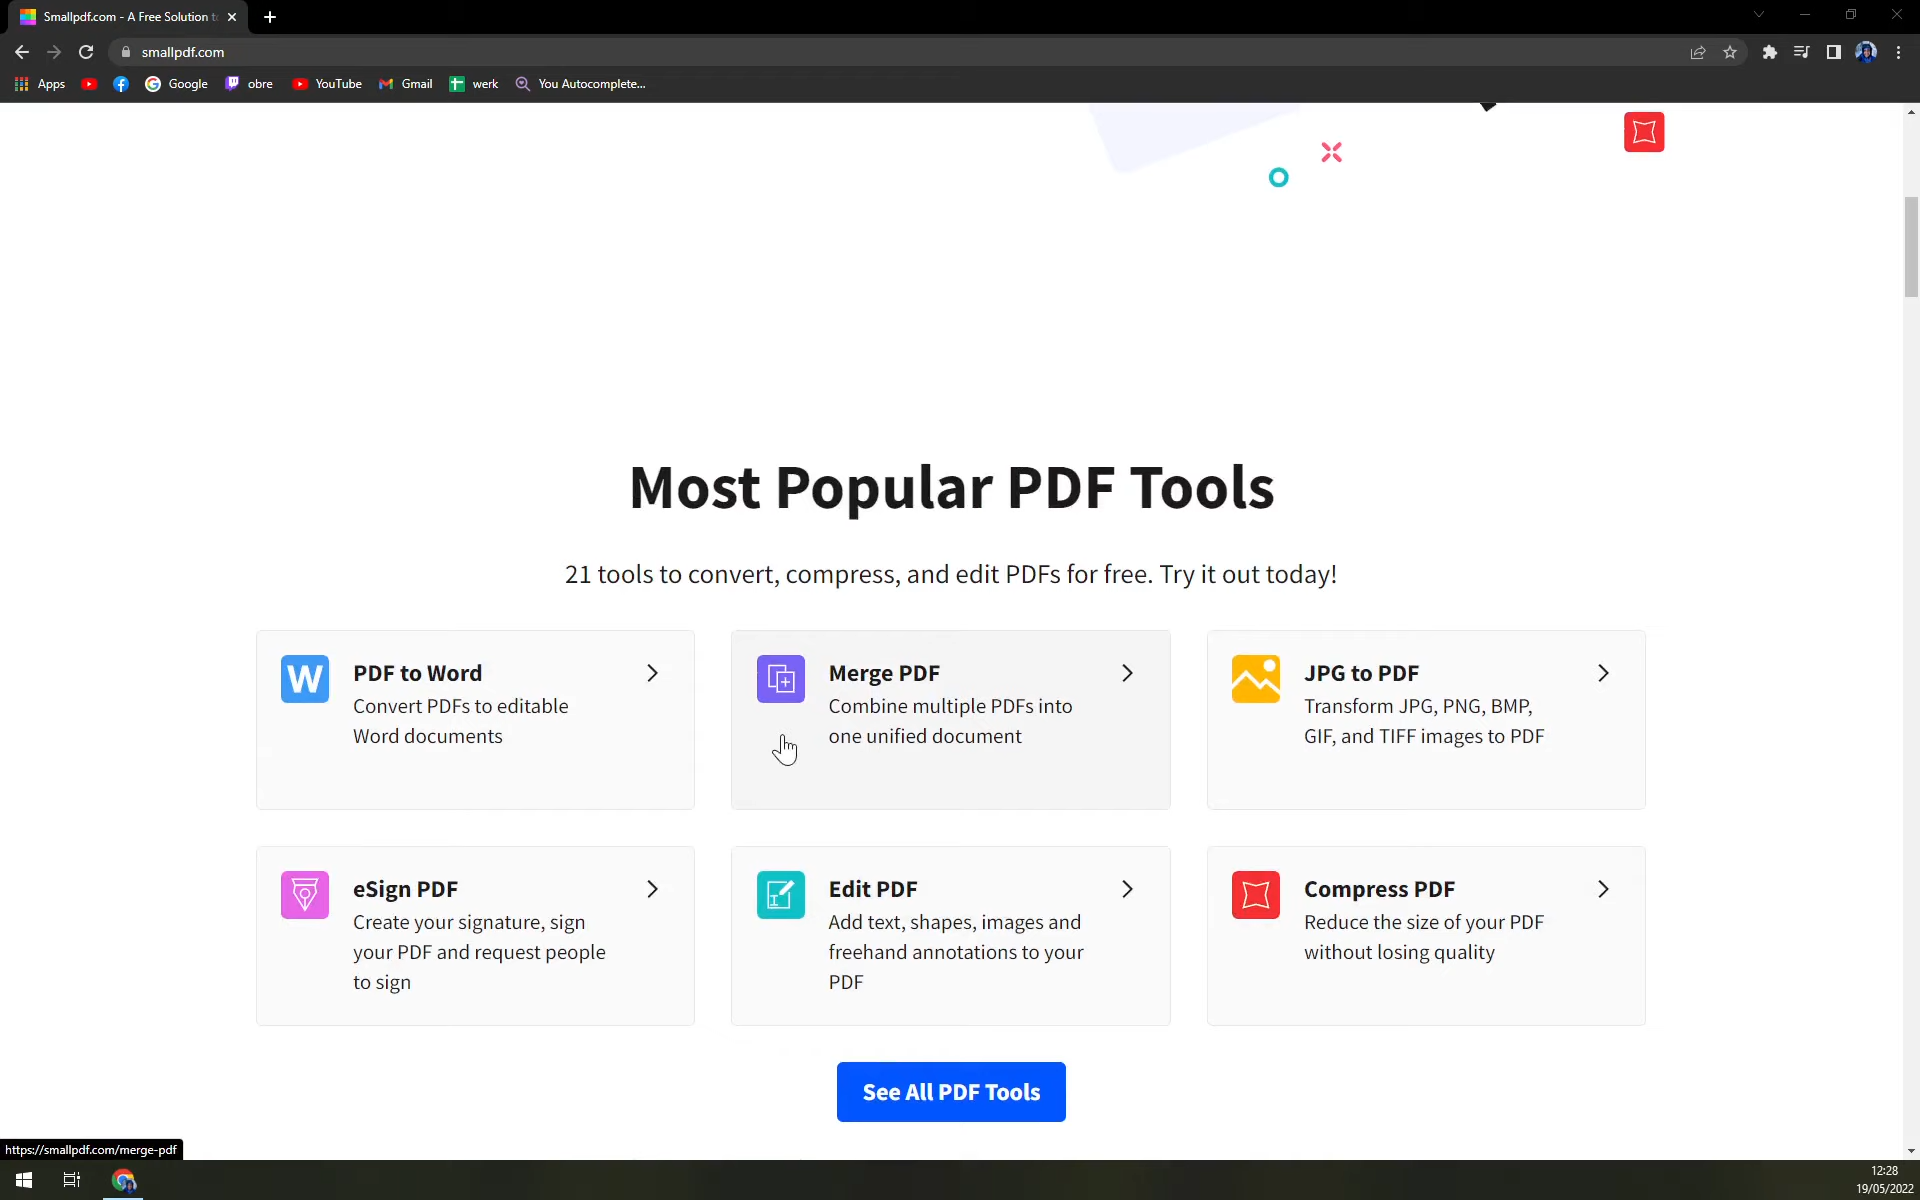 Smallpdf.com - A Free Solution t
smallpdf.com
Apps
Google
obre
YouTube
Gmail
werk
You Autocomplete...
Most Popular PDF Tools
21 tools to convert, compress, and edit PDFs for free. Try it out today!
W
PDF to Word
Convert PDFs to editable
Word documents
Merge PDF
Combine multiple PDFs into
one unified document
JPG to PDF
Transform JPG, PNG, BMP,
GIF, and TIFF images to PDF
eSign PDF
Create your signature, sign
your PDF and request people
to sign
Edit PDF
Add text, shapes, images and
freehand annotations to your
PDF
Compress PDF
Reduce the size of your PDF
without losing quality
See All PDF Tools
https://smallpdf.com/merge-pdf
12:28
19/05/2022